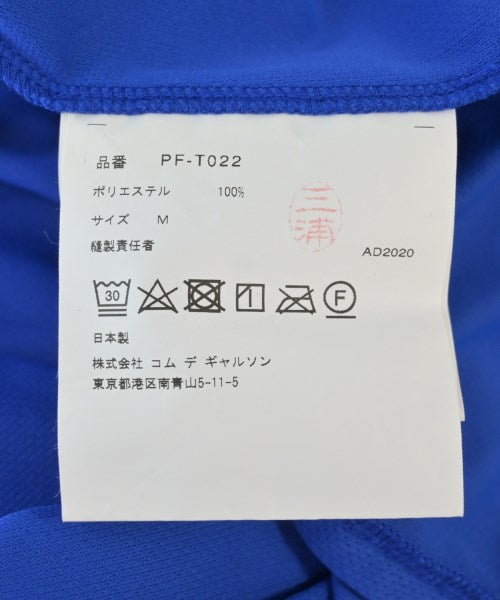 品番 PF-T022
ポリエステル 100%
サイズ M
縫製責任者
三浦
AD2020
30
F
日本製
株式会社 コム デ ギャルソン
東京都港区南青山5-11-5